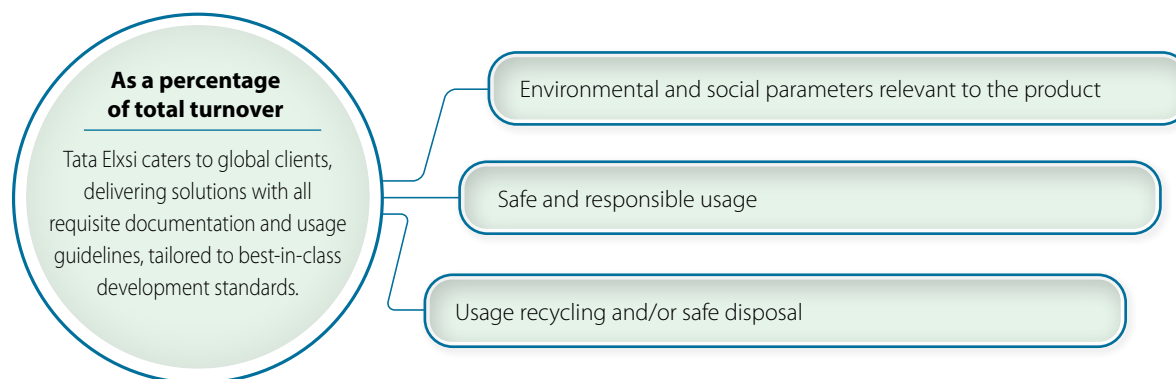 As a percentage
of total turnover
Tata Elxsi caters to global clients,
delivering solutions with all
requisite documentation and usage
guidelines, tailored to best-in-class
development standards.
Environmental and social parameters relevant to the product
Safe and responsible usage
Usage recycling and/or safe disposal